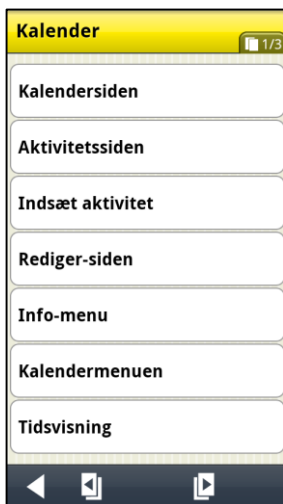 Kalender
1/3
Kalendersiden
Aktivitetssiden
Indsæt aktivitet
Rediger-siden
Info-menu
Kalendermenuen
Tidsvisning